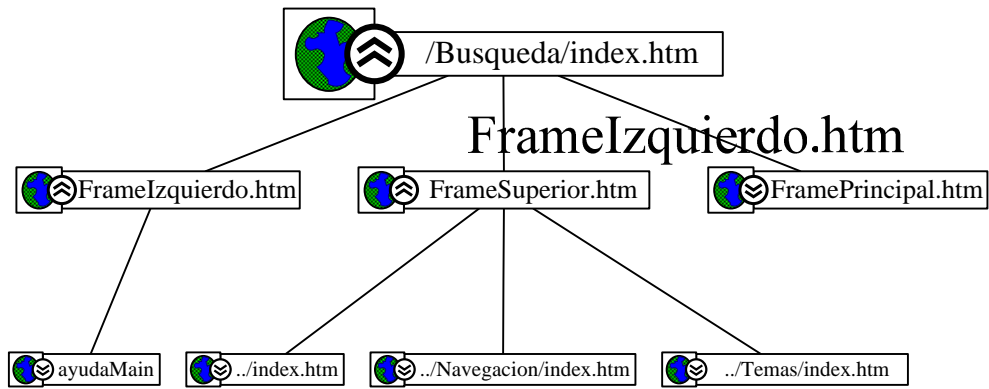 /Busqueda/index.htm
FrameIzquierdo.htm
FrameIzquierdo.htm
FrameSuperior.htm
FramePrincipal.htm
ayudaMain
../index.htm
../Navegacion/index.htm
../Temas/index.htm